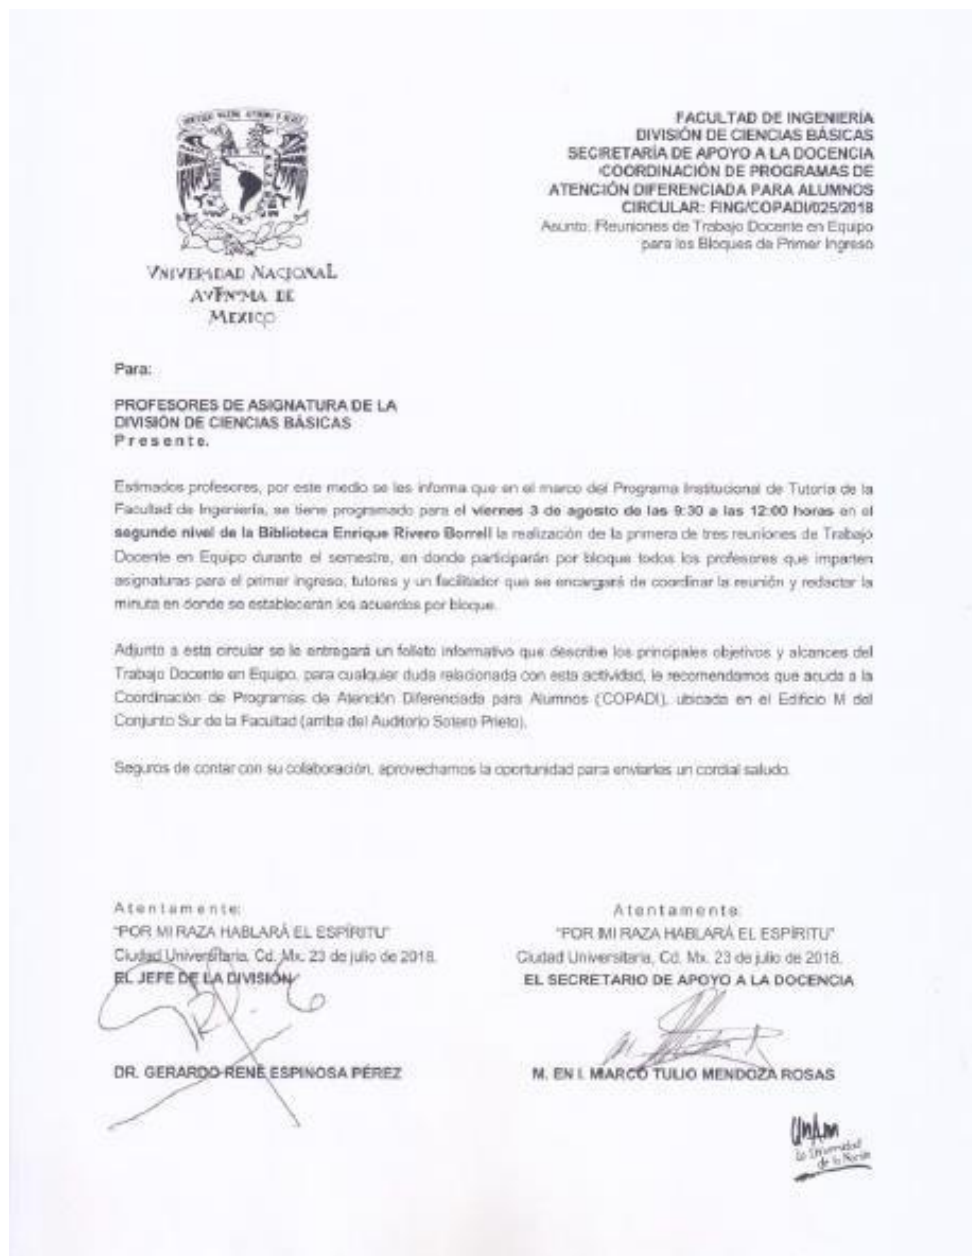 FACULTAD DE INGENIERÍA
DIVISIÓN DE CIENCIAS BÁSICAS
SECRETARÍA DE APOYO A LA DOCENCIA
COORDINACIÓN DE PROGRAMAS DE
ATENCIÓN DIFERENCIADA PARA ALUMNOS
CIRCULAR: FING/COPADI/025/2018
Asunto: Reuniones de Trabajo Docente en Equipo
para los Bloques de Primer Ingreso
VNIVERSIDAD NACIONAL
AVTNMA DE
MEXICO
Para:
PROFESORES DE ASIGNATURA DE LA
DIVISIÓN DE CIENCIAS BÁSICAS
Presente.
Estimados profesores, por este medio se les informa que en el marco del Programa Institucional de Tutoría de la
Facultad de Ingeniería, se tiene programado para el viernes 3 de agosto de las 9:30 a las 12:00 horas en el
segundo nivel de la Biblioteca Enrique Rivero Borrell la realización de la primera de tres reuniones de Trabajo
Docente en Equipo durante el semestre, en donde participarán por bloque todos los profesores que imparten
asignaturas para el primer ingreso, tutores y un facilitador que se encargará de coordinar la reunión y redactar la
minuta en donde se establecerán los acuerdos por bloque.
Adjunto a esta circular se le entregará un folleto informativo que describe los principales objetivos y alcances del
Trabajo Docente en Equipo, para cualquier duda relacionada con esta actividad, le recomendamos que acuda a la
Coordinación de Programas de Atención Diferenciada para Alumnos (COPADI), ubicada en el Edificio M del
Conjunto Sur de la Facultad (arriba del Auditorio Sotero Prieto).
Seguros de contar con su colaboración, aprovechamos la oportunidad para enviarles un cordial saludo.
Atentamente:
"POR MI RAZA HABLARÁ EL ESPÍRITU"
Ciudad Universitaria, Cd. Mx. 23 de julio de 2018.
EL JEFE DE LA DIVISIÓN
DR. GERARDO RENÉ ESPINOSA PÉREZ
Atentamente:
"POR MI RAZA HABLARÁ EL ESPÍRITU"
Ciudad Universitaria, Cd. Mx. 23 de julio de 2018.
EL SECRETARIO DE APOYO A LA DOCENCIA
M. EN I. MARCO TULIO MENDOZA ROSAS
UNAM
La Universidad
de la Nación